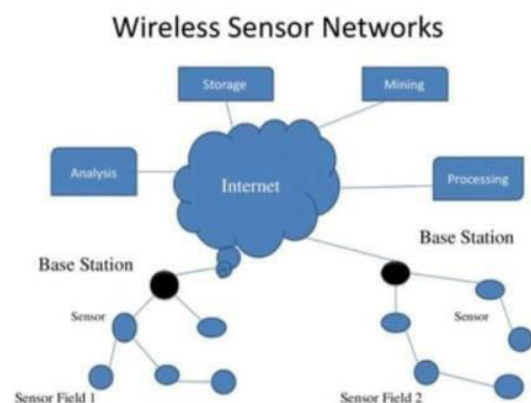 Wireless Sensor Networks
Storage
Mining
Analysis
Internet
Processing
Base Station
Base Station
Sensor
Sensor
Sensor Field 1
Sensor Field 2